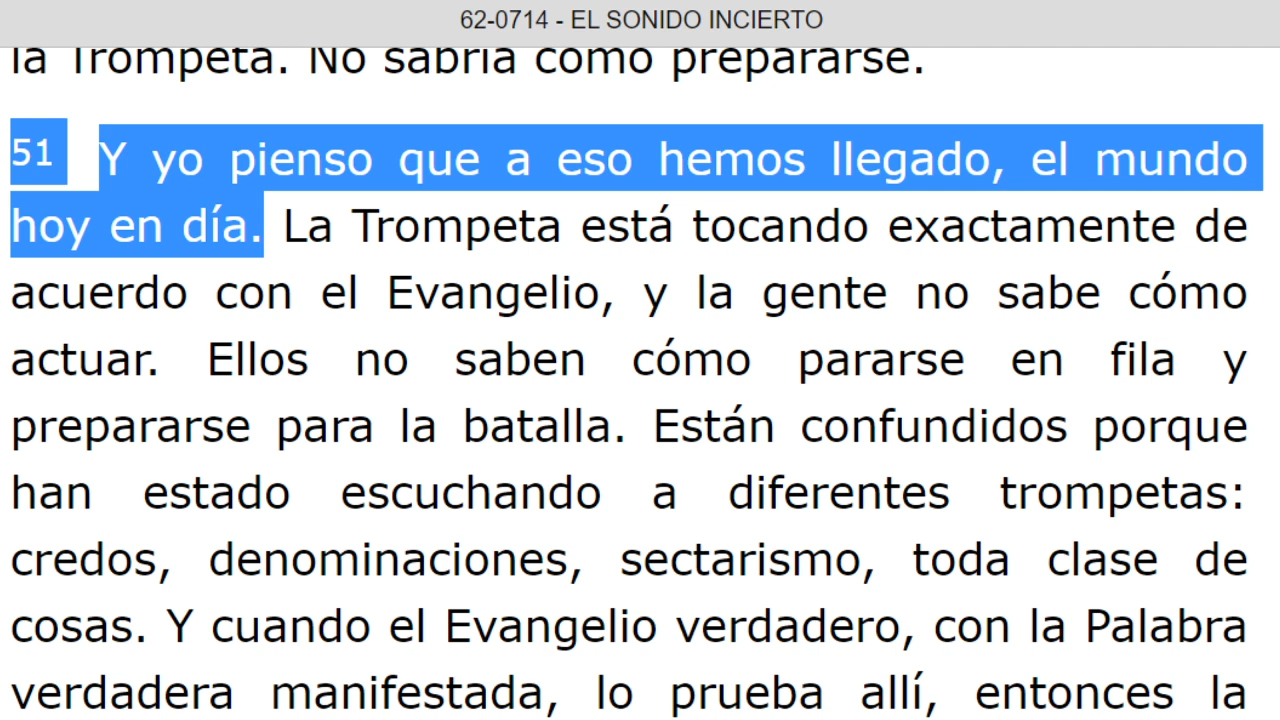 62-0714 - EL SONIDO INCIERTO
la Trompeta. No sabría cómo prepararse.
51 Y yo pienso que a eso hemos llegado, el mundo
hoy en día. La Trompeta está tocando exactamente de
acuerdo con el Evangelio, y la gente no sabe cómo
actuar. Ellos no saben cómo pararse en fila y
prepararse para la batalla. Están confundidos porque
han estado escuchando a diferentes trompetas:
credos, denominaciones, sectarismo, toda clase de
cosas. Y cuando el Evangelio verdadero, con la Palabra
verdadera manifestada, lo prueba allí, entonces la